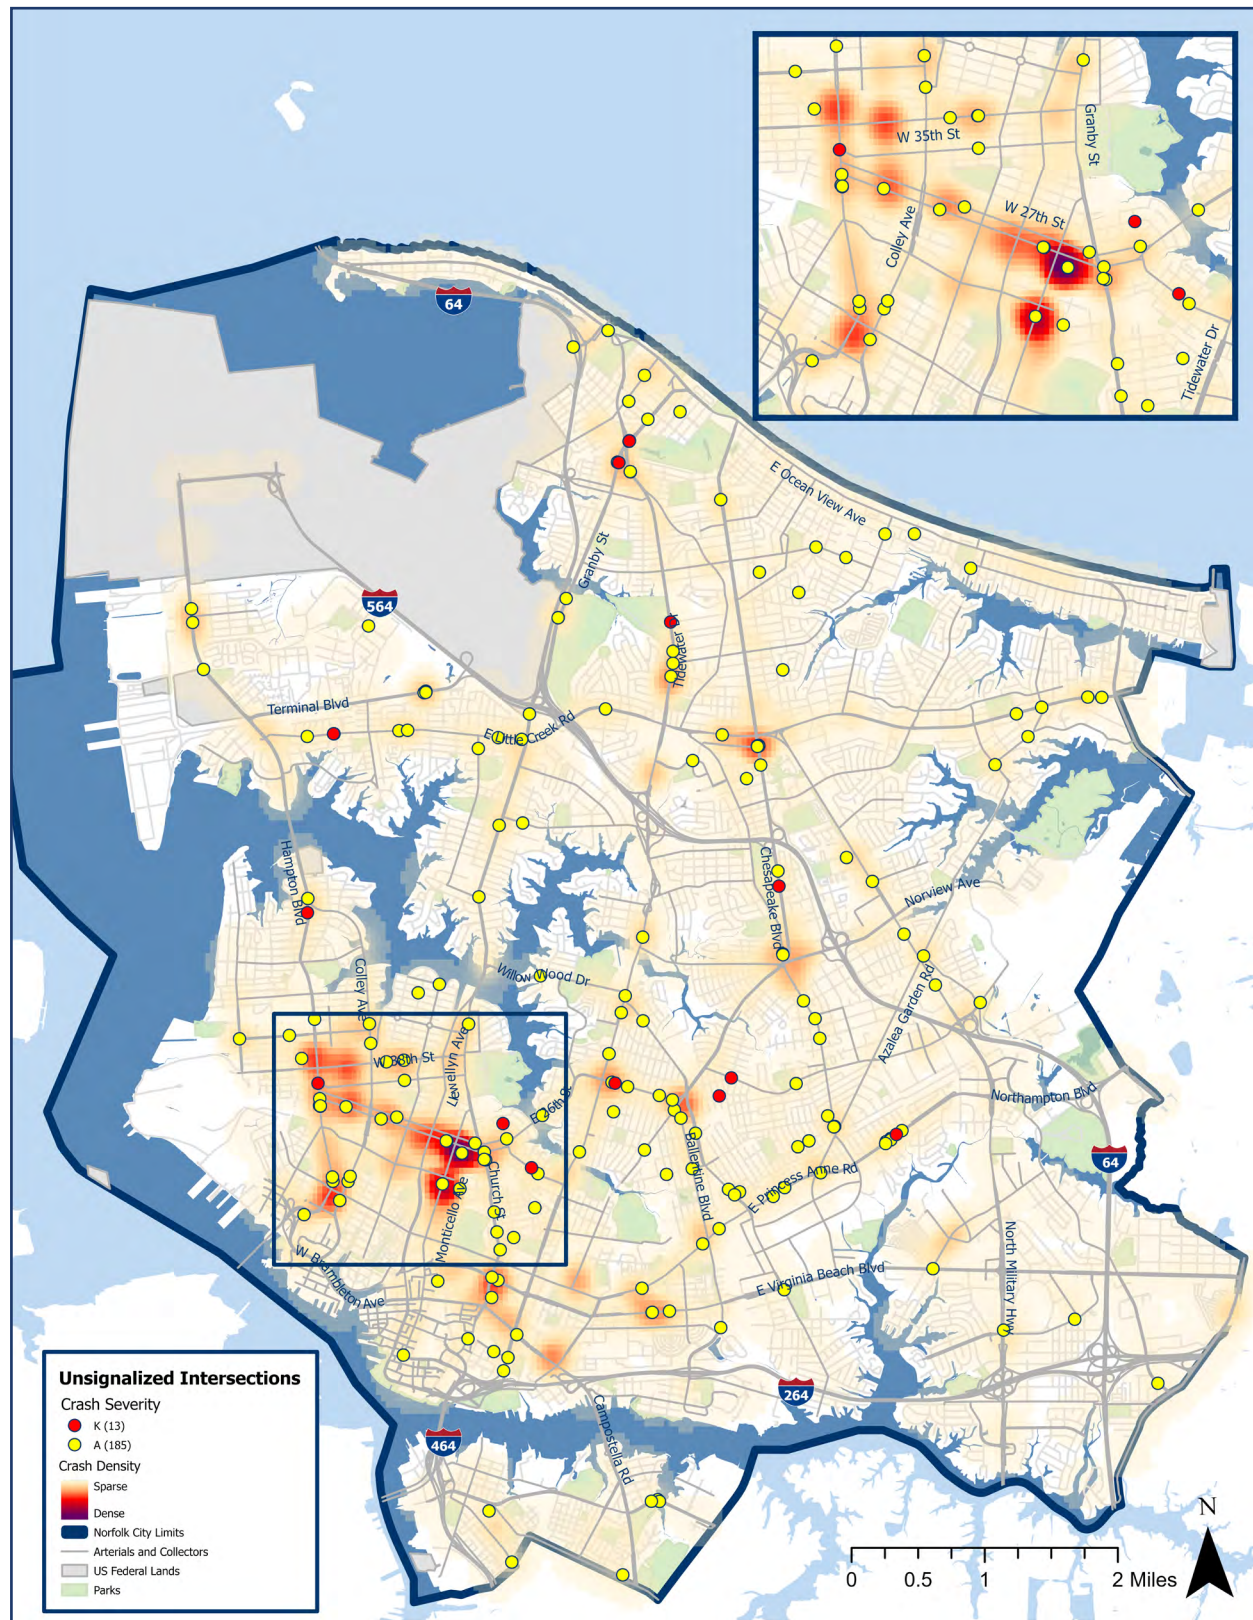 W 35th St
Granby St
W 27th St
Colley Ave
Tidewater Dr
64
E Ocean View Ave
Granby St
564
Tidewater Dr
Terminal Blvd
E Little Creek Rd
Hampton Blvd
Chesapeake Blvd
Norview Ave
Colley Ave
Willow Wood Dr
Azalea Garden Rd
Llewellyn Ave
W 38th St
E 26th St
Northampton Blvd
64
Ballentine Blvd
E Princess Anne Rd
Church St
Monticello Ave
W Brambleton Ave
E Virginia Beach Blvd
North Military Hwy
264
464
Campostella Rd
Unsignalized Intersections
Crash Severity
K (13)
A (185)
Crash Density
Sparse
Dense
Norfolk City Limits
Arterials and Collectors
US Federal Lands
Parks
N
0 0.5 1 2 Miles